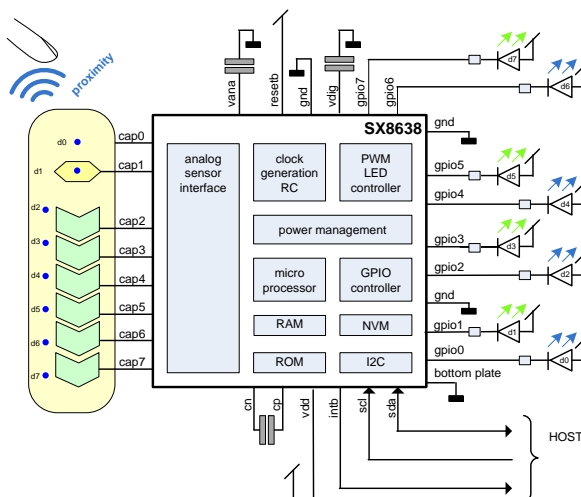 proximity
vana
resetb
gnd
vdig
gpio7
gpio6
d7
d6
SX8638
gnd
d0
cap0
d1
cap1
d2
cap2
d3
cap3
d4
cap4
d5
cap5
d6
cap6
d7
cap7
analog
sensor
interface
clock
generation
RC
PWM
LED
controller
power management
micro
processor
GPIO
controller
RAM
NVM
ROM
I2C
gpio5
d5
gpio4
d4
gpio3
d3
gpio2
d2
gnd
gpio1
d1
gpio0
d0
bottom plate
cn
cp
vdd
intb
scl
sda
HOST